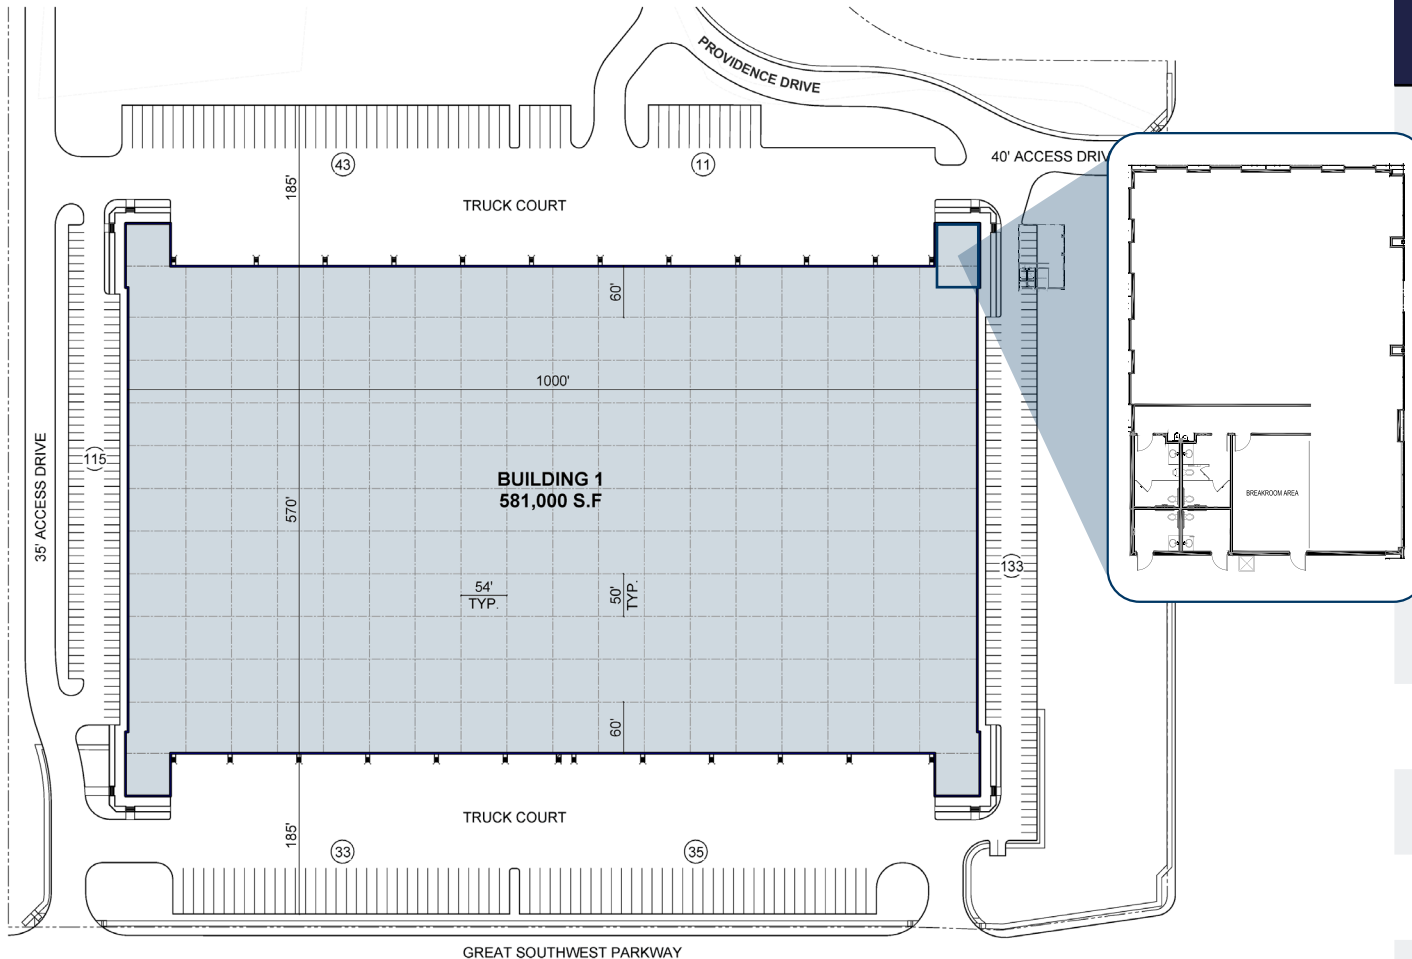 PROVIDENCE DRIVE
40' ACCESS DRIV
43
11
185'
TRUCK COURT
60'
1000'
35' ACCESS DRIVE
115
BUILDING 1
581,000 S.F
570'
BREAKROOM AREA
133
54'
TYP.
50'
TYP.
60'
TRUCK COURT
185'
33
35
GREAT SOUTHWEST PARKWAY